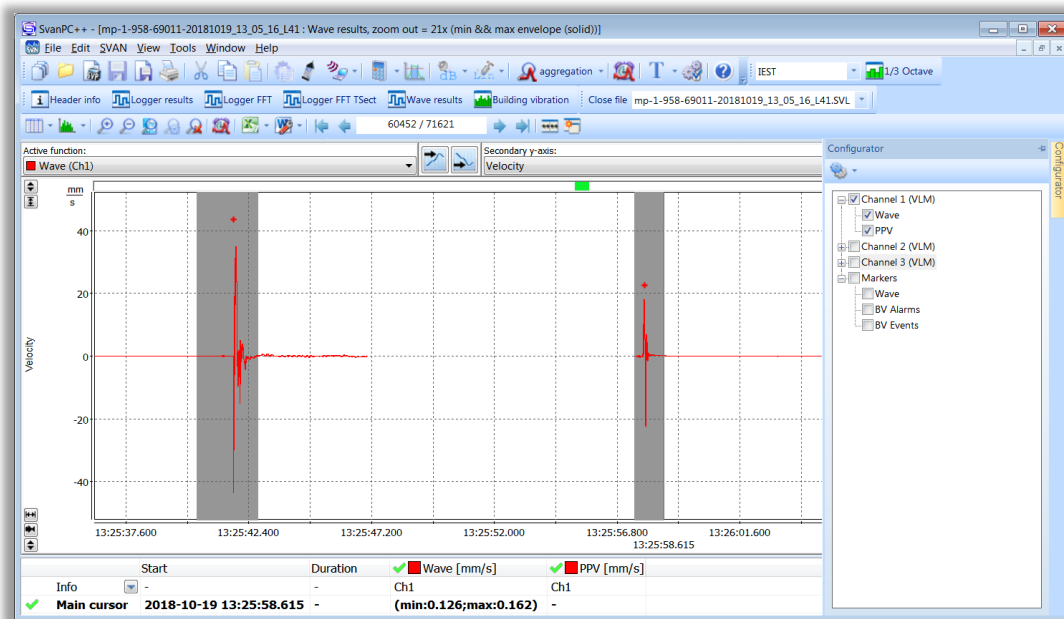 SvanPC++ - [mp-1-958-69011-20181019_13_05_16_L41 : Wave results, zoom out = 21x (min && max envelope (solid))]
File Edit SVAN View Tools Window Help
aggregation T IEST 1/3 Octave
Header info Logger results Logger FFT Logger FFT TSect Wave results Building vibration Close file mp-1-958-69011-20181019_13_05_16_L41.SVL
60452 / 71621
Active function: Secondary y-axis:
Wave (Ch1) Velocity
mm
s
40
20
0
-20
-40
Velocity
13:25:37.600 13:25:42.400 13:25:47.200 13:25:52.000 13:25:56.800 13:26:01.600
13:25:58.615
Start Duration Wave [mm/s] PPV [mm/s]
Info - - Ch1 Ch1
Main cursor 2018-10-19 13:25:58.615 - (min:0.126;max:0.162) -
Configurator
Configurator
Channel 1 (VLM)
Wave
PPV
Channel 2 (VLM)
Channel 3 (VLM)
Markers
Wave
BV Alarms
BV Events